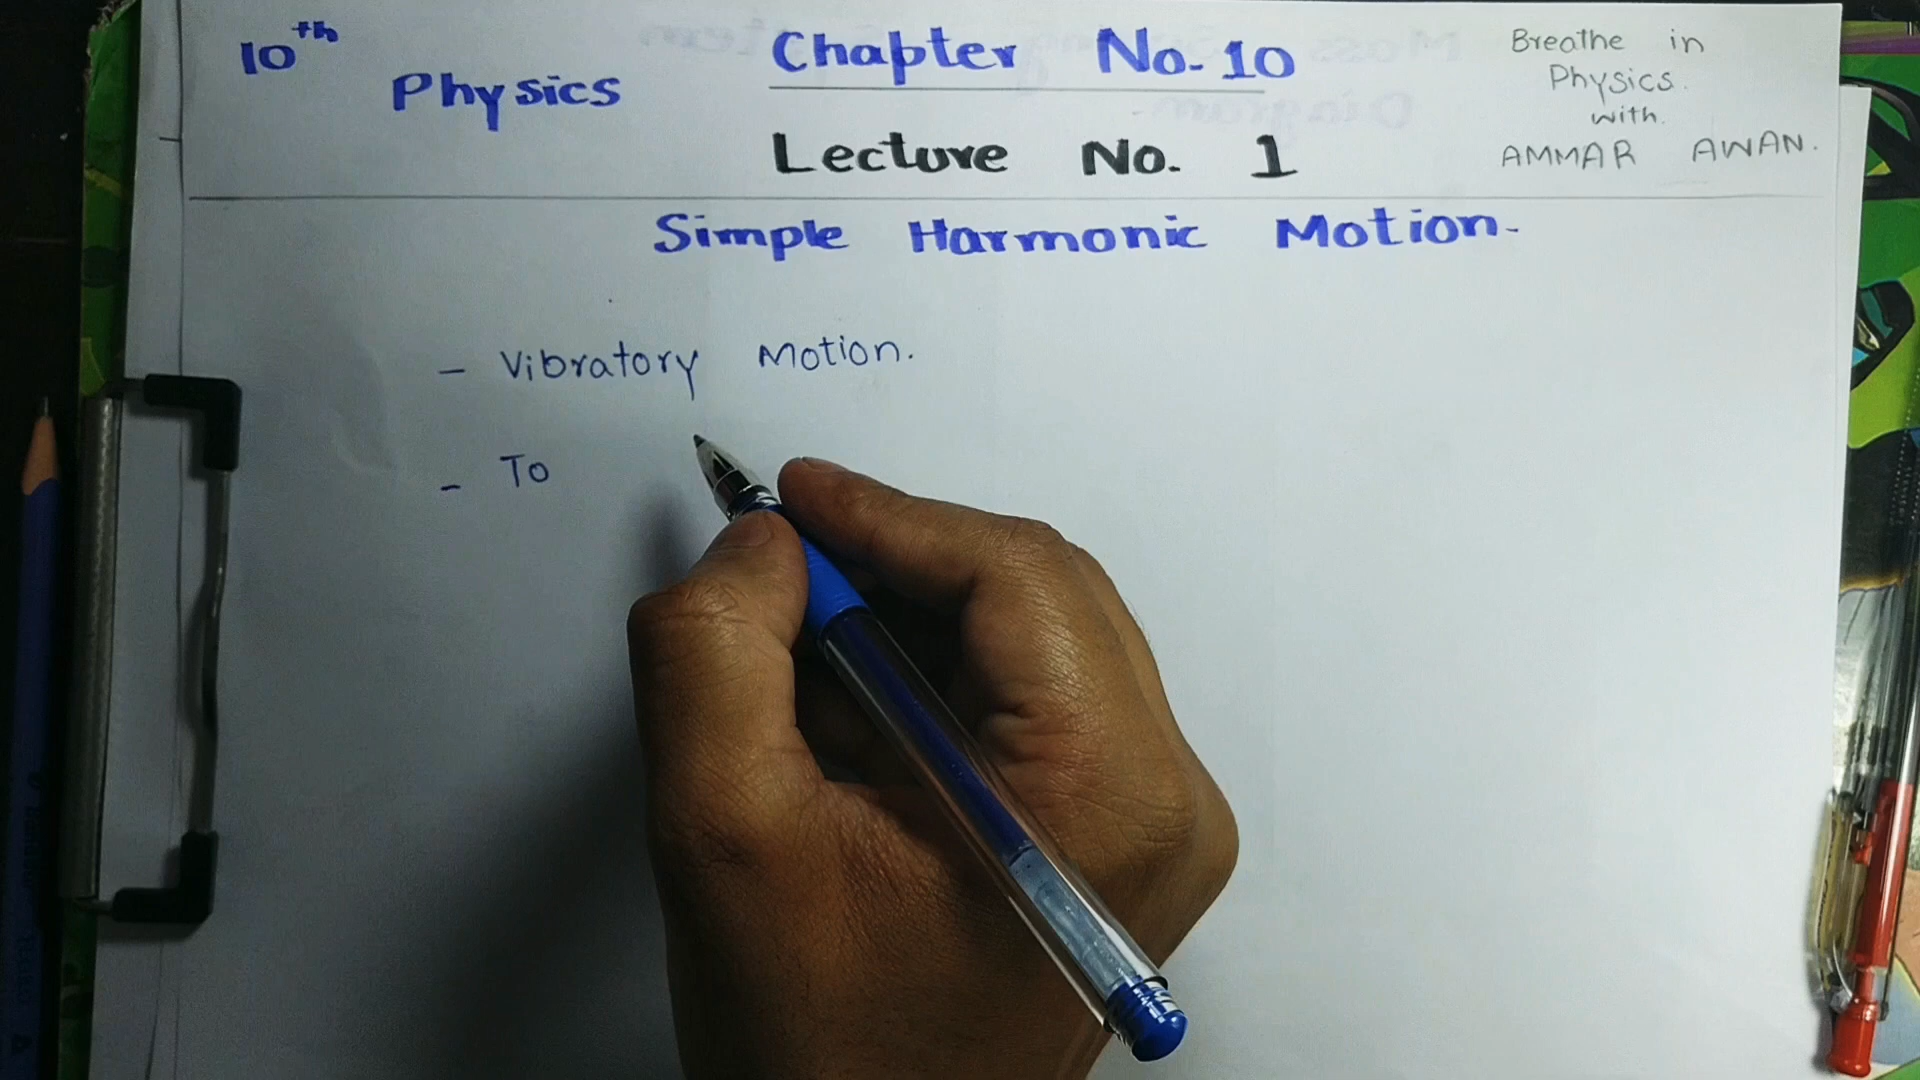 10th
Physics
Chapter No. 10
Lecture No. 1
Breathe in
Physics.
with.
AMMAR AWAN.
Simple Harmonic Motion.
- Vibratory Motion.
- To